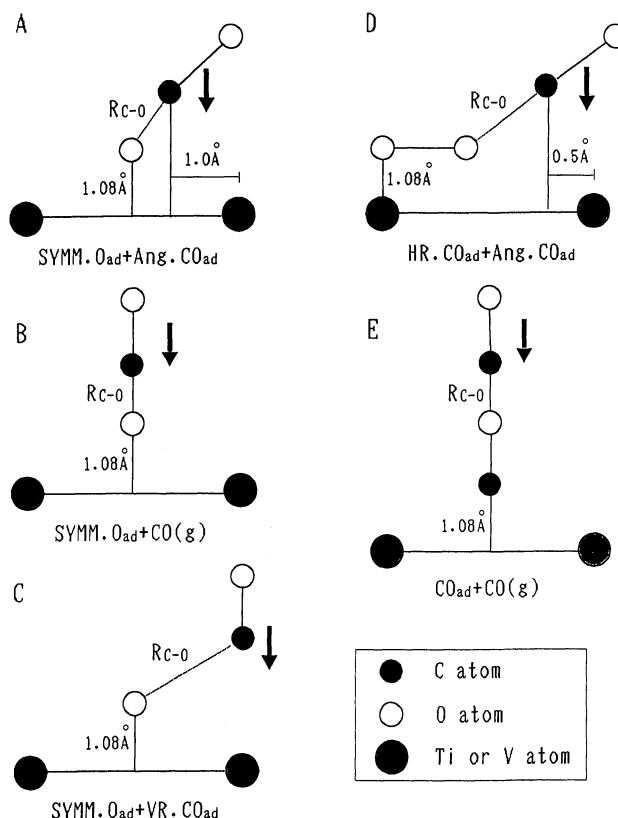 A
Rc-o
1.08Å
1.0Å
SYMM.Oad+Ang.COad
B
Rc-o
1.08Å
SYMM.Oad+CO(g)
C
Rc-o
1.08Å
SYMM.Oad+VR.COad
D
Rc-o
1.08Å
0.5Å
HR.COad+Ang.COad
E
Rc-o
1.08Å
COad+CO(g)
C atom
O atom
Ti or V atom